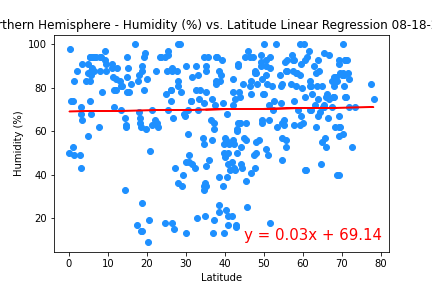 rthern Hemisphere - Humidity (%) vs. Latitude Linear Regression 08-18-
100
80
60
40
20
Humidity (%)
y = 0.03x + 69.14
0 10 20 30 40 50 60 70 80
Latitude